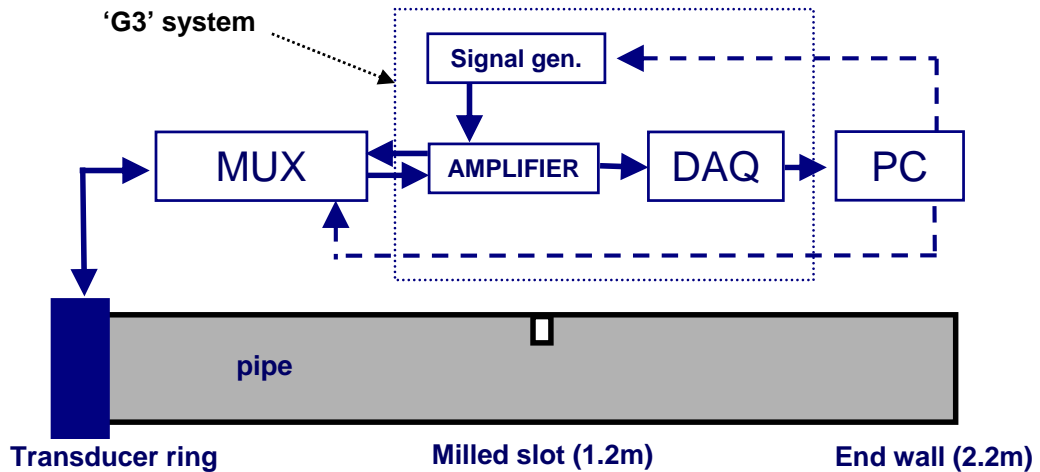 ‘G3’ system
Signal gen.
MUX
AMPLIFIER
DAQ
PC
pipe
Transducer ring
Milled slot (1.2m)
End wall (2.2m)